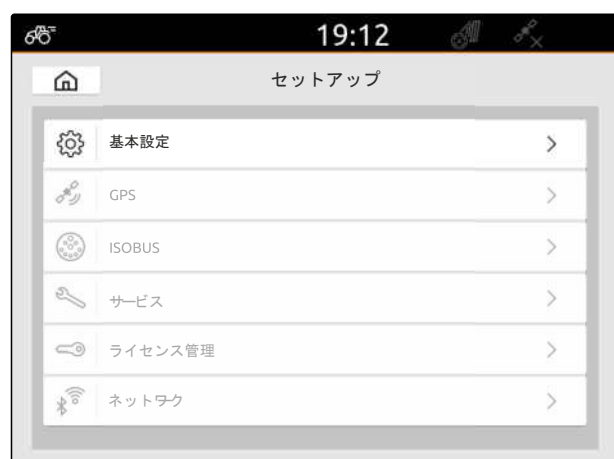 19:12
セットアップ
基本設定
GPS
ISOBUS
サービス
ライセンス管理
ネットワーク